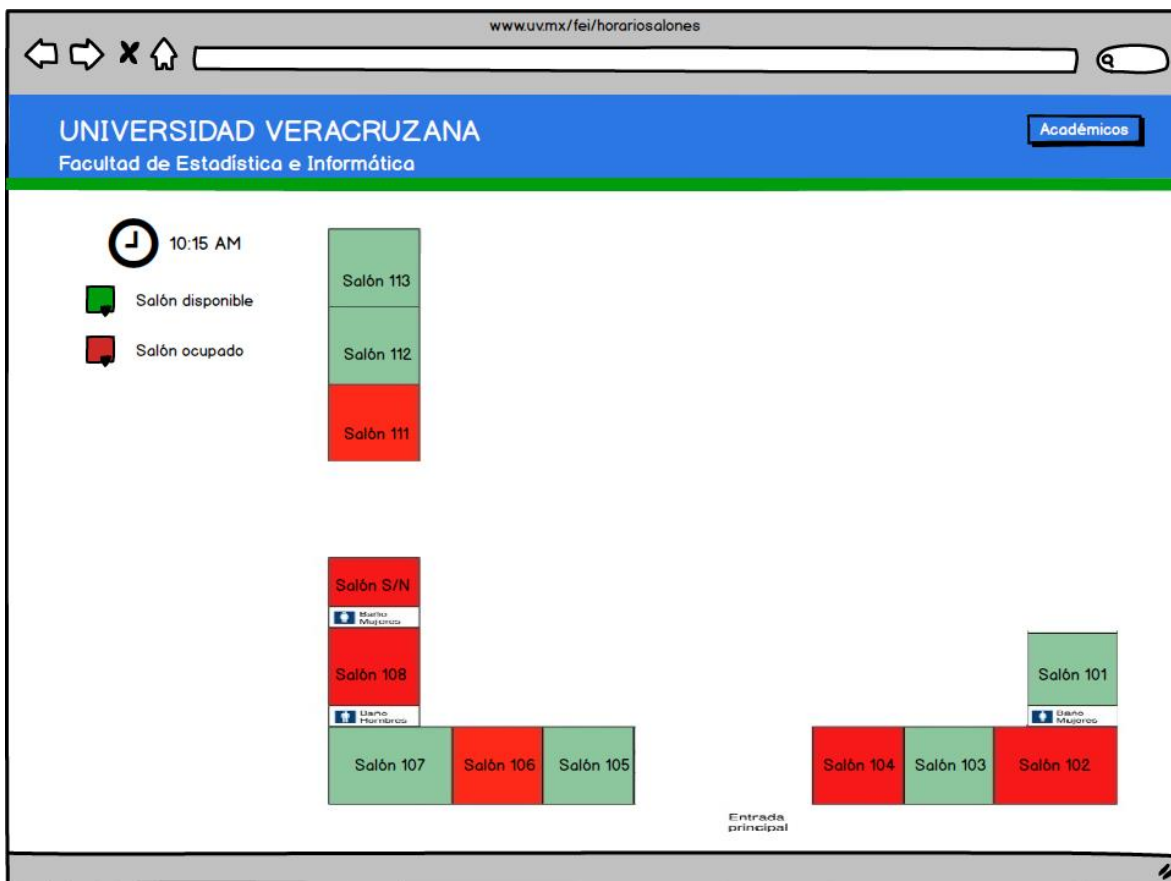 www.uv.mx/fei/horariosalones
UNIVERSIDAD VERACRUZANA
Académicos
Facultad de Estadística e Informática
10:15 AM
Salón disponible
Salón ocupado
Salón 113
Salón 112
Salón 111
Salón S/N
Baño
Mujeres
Salón 108
Baño
Hombres
Salón 107
Salón 106
Salón 105
Salón 101
Baño
Mujeres
Salón 104
Salón 103
Salón 102
Entrada
principal